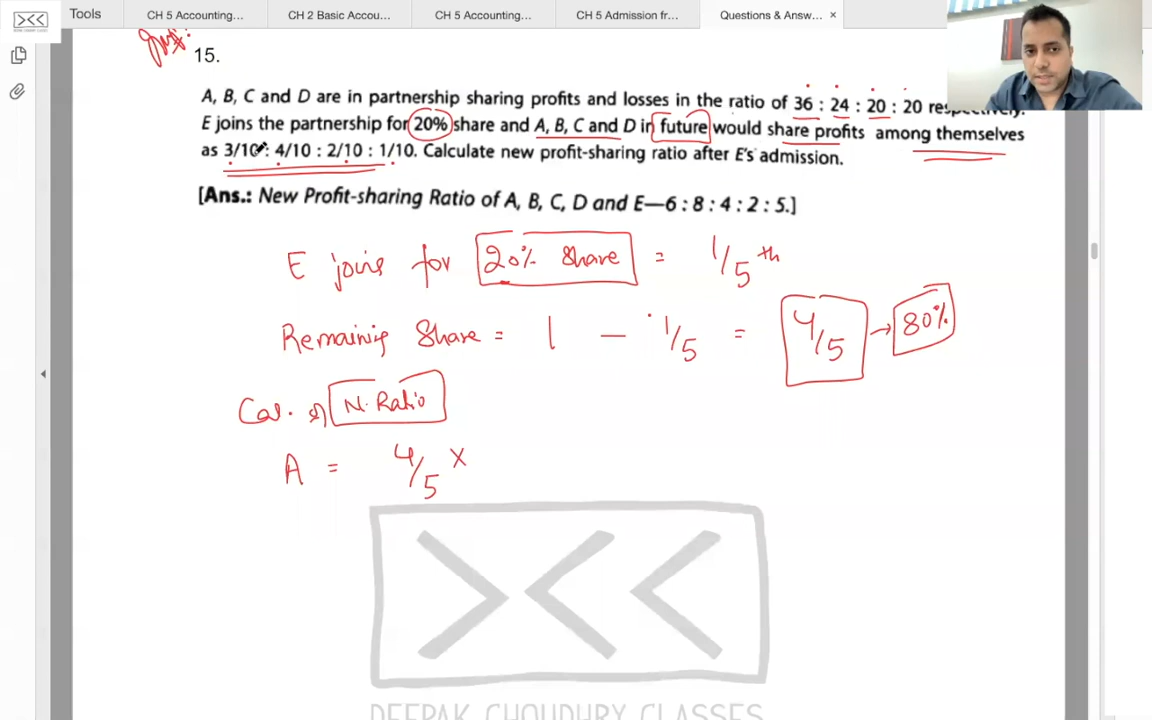 CH 5 Accounting... CH 2 Basic Accou... CH 5 Accounting... CH 5 Admission fr... Questions & Answ... ×
Tools
15.
A, B, C and D are in partnership sharing profits and losses in the ratio of 36 : 24 : 20 : 20 respectively.
E joins the partnership for 20% share and A, B, C and D in future would share profits among themselves
as 3/10 : 4/10 : 2/10 : 1/10. Calculate new profit-sharing ratio after E's admission.
[Ans.: New Profit-sharing Ratio of A, B, C, D and E—6 : 8 : 4 : 2 : 5.]
E joins for 20% Share = 1/5 th
Remaining Share = 1 — 1/5 = 4/5 → 80%
Cal. of N. Ratio
A = 4/5 X
DEEPAK CHOUDHRY CLASSES